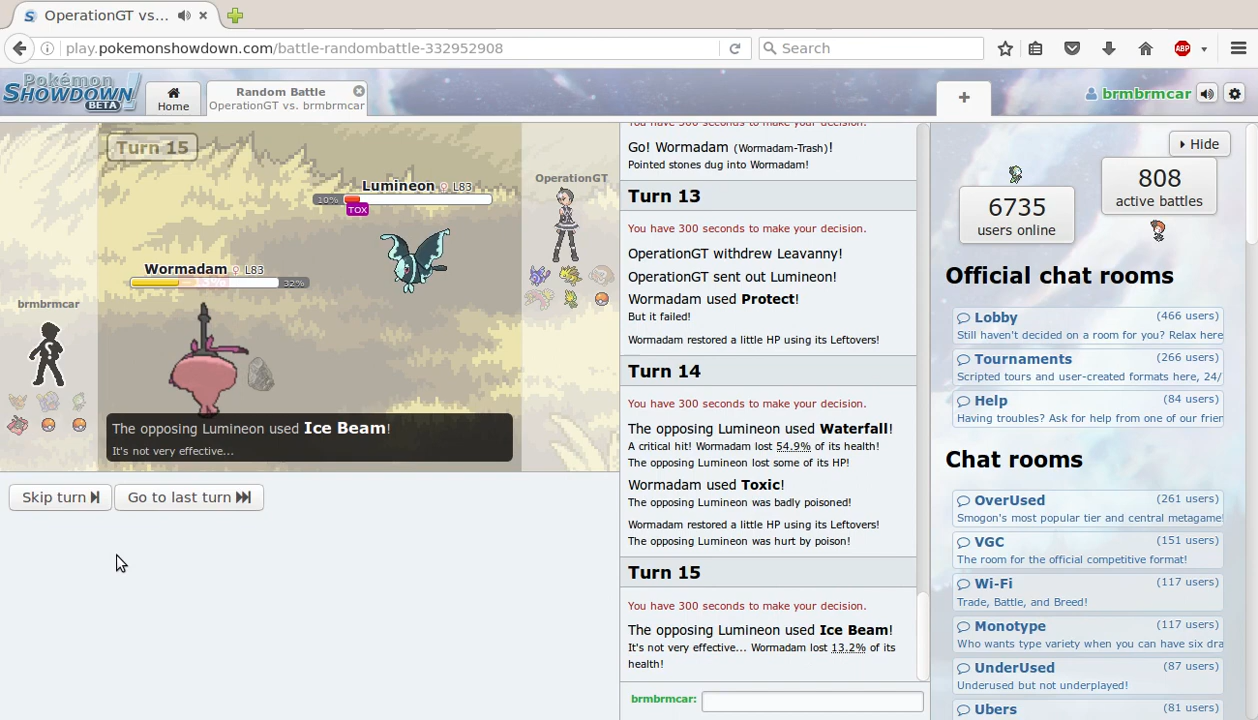 OperationGT vs...
play.pokemonshowdown.com/battle-randombattle-332952908
Search
ABP
Pokémon
SHOWDOWN!
BETA
Home
Random Battle
OperationGT vs. brmbrmcar
+
brmbrmcar
Turn 15
Lumineon ♀ L83
10%
TOX
Wormadam ♀ L83
32%
brmbrmcar
OperationGT
The opposing Lumineon used Ice Beam!
It's not very effective...
Skip turn
Go to last turn
You have 300 seconds to make your decision.
Go! Wormadam (Wormadam-Trash)!
Pointed stones dug into Wormadam!
Turn 13
You have 300 seconds to make your decision.
OperationGT withdrew Leavanny!
OperationGT sent out Lumineon!
Wormadam used Protect!
But it failed!
Wormadam restored a little HP using its Leftovers!
Turn 14
You have 300 seconds to make your decision.
The opposing Lumineon used Waterfall!
A critical hit! Wormadam lost 54.9% of its health!
The opposing Lumineon lost some of its HP!
Wormadam used Toxic!
The opposing Lumineon was badly poisoned!
Wormadam restored a little HP using its Leftovers!
The opposing Lumineon was hurt by poison!
Turn 15
You have 300 seconds to make your decision.
The opposing Lumineon used Ice Beam!
It's not very effective... Wormadam lost 13.2% of its
health!
brmbrmcar:
Hide
6735
users online
808
active battles
Official chat rooms
Lobby (466 users)
Still haven't decided on a room for you? Relax here
Tournaments (266 users)
Scripted tours and user-created formats here, 24/
Help (84 users)
Having troubles? Ask for help from one of our frier
Chat rooms
OverUsed (261 users)
Smogon's most popular tier and central metagame!
VGC (151 users)
The room for the official competitive format!
Wi-Fi (117 users)
Trade, Battle, and Breed!
Monotype (117 users)
Who wants type variety when you can have six dra
UnderUsed (87 users)
Underused but not underplayed!
Ubers (81 users)